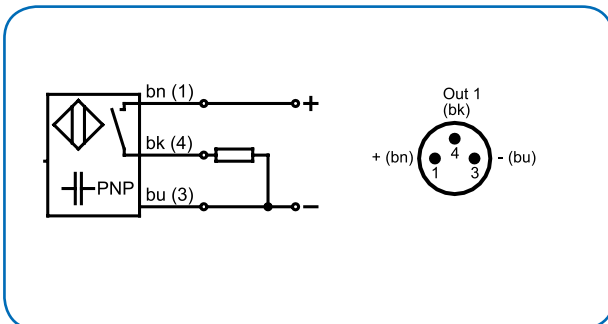 bn (1)
+
bk (4)
PNP
bu (3)
−
Out 1
(bk)
+ (bn)
4
- (bu)
1
3